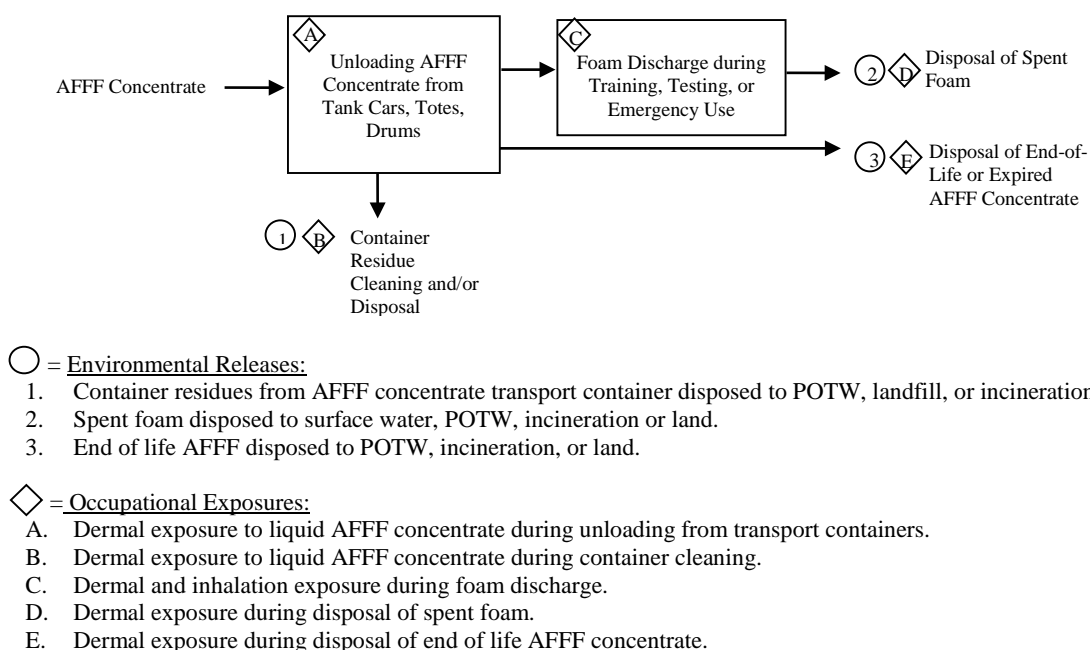 AFFF Concentrate
A
Unloading AFFF
Concentrate from
Tank Cars, Totes,
Drums
C
Foam Discharge during
Training, Testing, or
Emergency Use
2
D
Disposal of Spent
Foam
3
E
Disposal of End-of-
Life or Expired
AFFF Concentrate
1
B
Container
Residue
Cleaning and/or
Disposal
= Environmental Releases:
1. Container residues from AFFF concentrate transport container disposed to POTW, landfill, or incineration
2. Spent foam disposed to surface water, POTW, incineration or land.
3. End of life AFFF disposed to POTW, incineration, or land.
= Occupational Exposures:
A. Dermal exposure to liquid AFFF concentrate during unloading from transport containers.
B. Dermal exposure to liquid AFFF concentrate during container cleaning.
C. Dermal and inhalation exposure during foam discharge.
D. Dermal exposure during disposal of spent foam.
E. Dermal exposure during disposal of end of life AFFF concentrate.